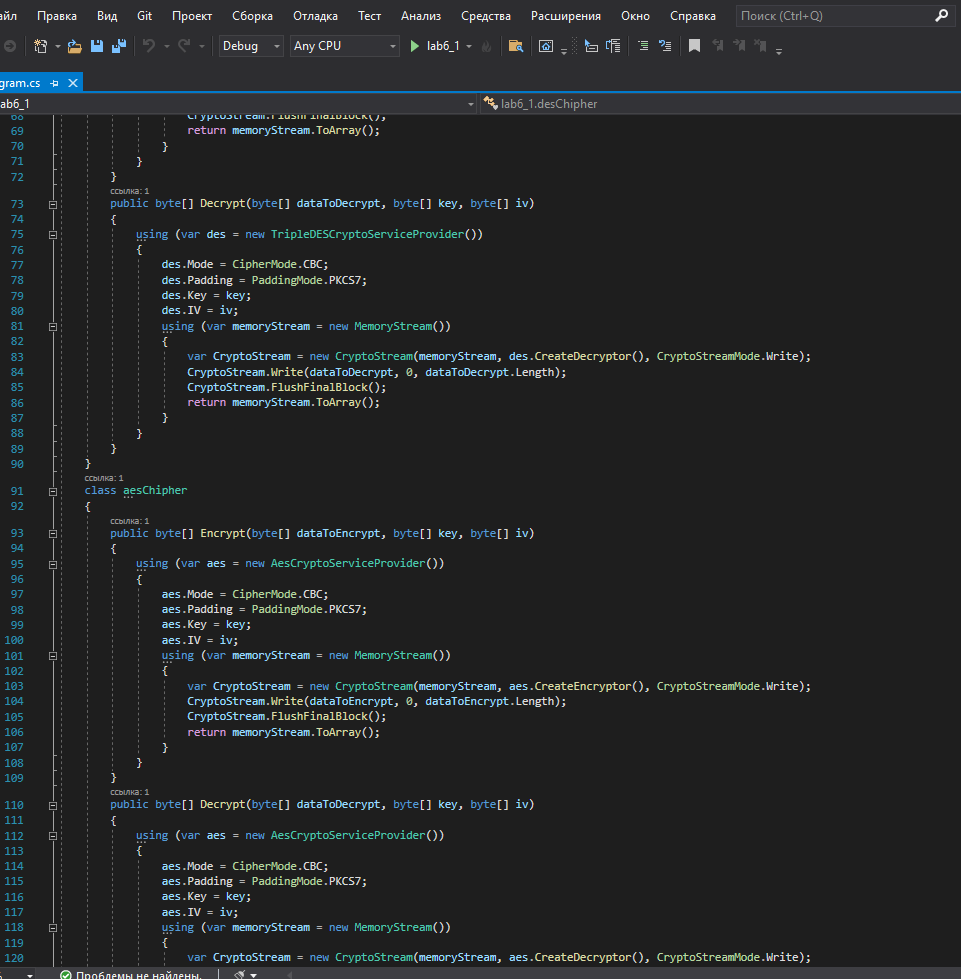 айл Правка Вид Git Проект Сборка Отладка Тест Анализ Средства Расширения Окно Справка Поиск (Ctrl+Q)
Debug Any CPU lab6_1
gram.cs
ab6_1 lab6_1.desChipher
68 CryptoStream.FlushFinalBlock();
69 return memoryStream.ToArray();
70 }
71 }
72 }
ссылка: 1
73 public byte[] Decrypt(byte[] dataToDecrypt, byte[] key, byte[] iv)
74 {
75 using (var des = new TripleDESCryptoServiceProvider())
76 {
77 des.Mode = CipherMode.CBC;
78 des.Padding = PaddingMode.PKCS7;
79 des.Key = key;
80 des.IV = iv;
81 using (var memoryStream = new MemoryStream())
82 {
83 var CryptoStream = new CryptoStream(memoryStream, des.CreateDecryptor(), CryptoStreamMode.Write);
84 CryptoStream.Write(dataToDecrypt, 0, dataToDecrypt.Length);
85 CryptoStream.FlushFinalBlock();
86 return memoryStream.ToArray();
87 }
88 }
89 }
90 }
ссылка: 1
91 class aesChipher
92 {
ссылка: 1
93 public byte[] Encrypt(byte[] dataToEncrypt, byte[] key, byte[] iv)
94 {
95 using (var aes = new AesCryptoServiceProvider())
96 {
97 aes.Mode = CipherMode.CBC;
98 aes.Padding = PaddingMode.PKCS7;
99 aes.Key = key;
100 aes.IV = iv;
101 using (var memoryStream = new MemoryStream())
102 {
103 var CryptoStream = new CryptoStream(memoryStream, aes.CreateEncryptor(), CryptoStreamMode.Write);
104 CryptoStream.Write(dataToEncrypt, 0, dataToEncrypt.Length);
105 CryptoStream.FlushFinalBlock();
106 return memoryStream.ToArray();
107 }
108 }
109 }
ссылка: 1
110 public byte[] Decrypt(byte[] dataToDecrypt, byte[] key, byte[] iv)
111 {
112 using (var aes = new AesCryptoServiceProvider())
113 {
114 aes.Mode = CipherMode.CBC;
115 aes.Padding = PaddingMode.PKCS7;
116 aes.Key = key;
117 aes.IV = iv;
118 using (var memoryStream = new MemoryStream())
119 {
120 var CryptoStream = new CryptoStream(memoryStream, aes.CreateDecryptor(), CryptoStreamMode.Write);
% Проблемы не найдены.